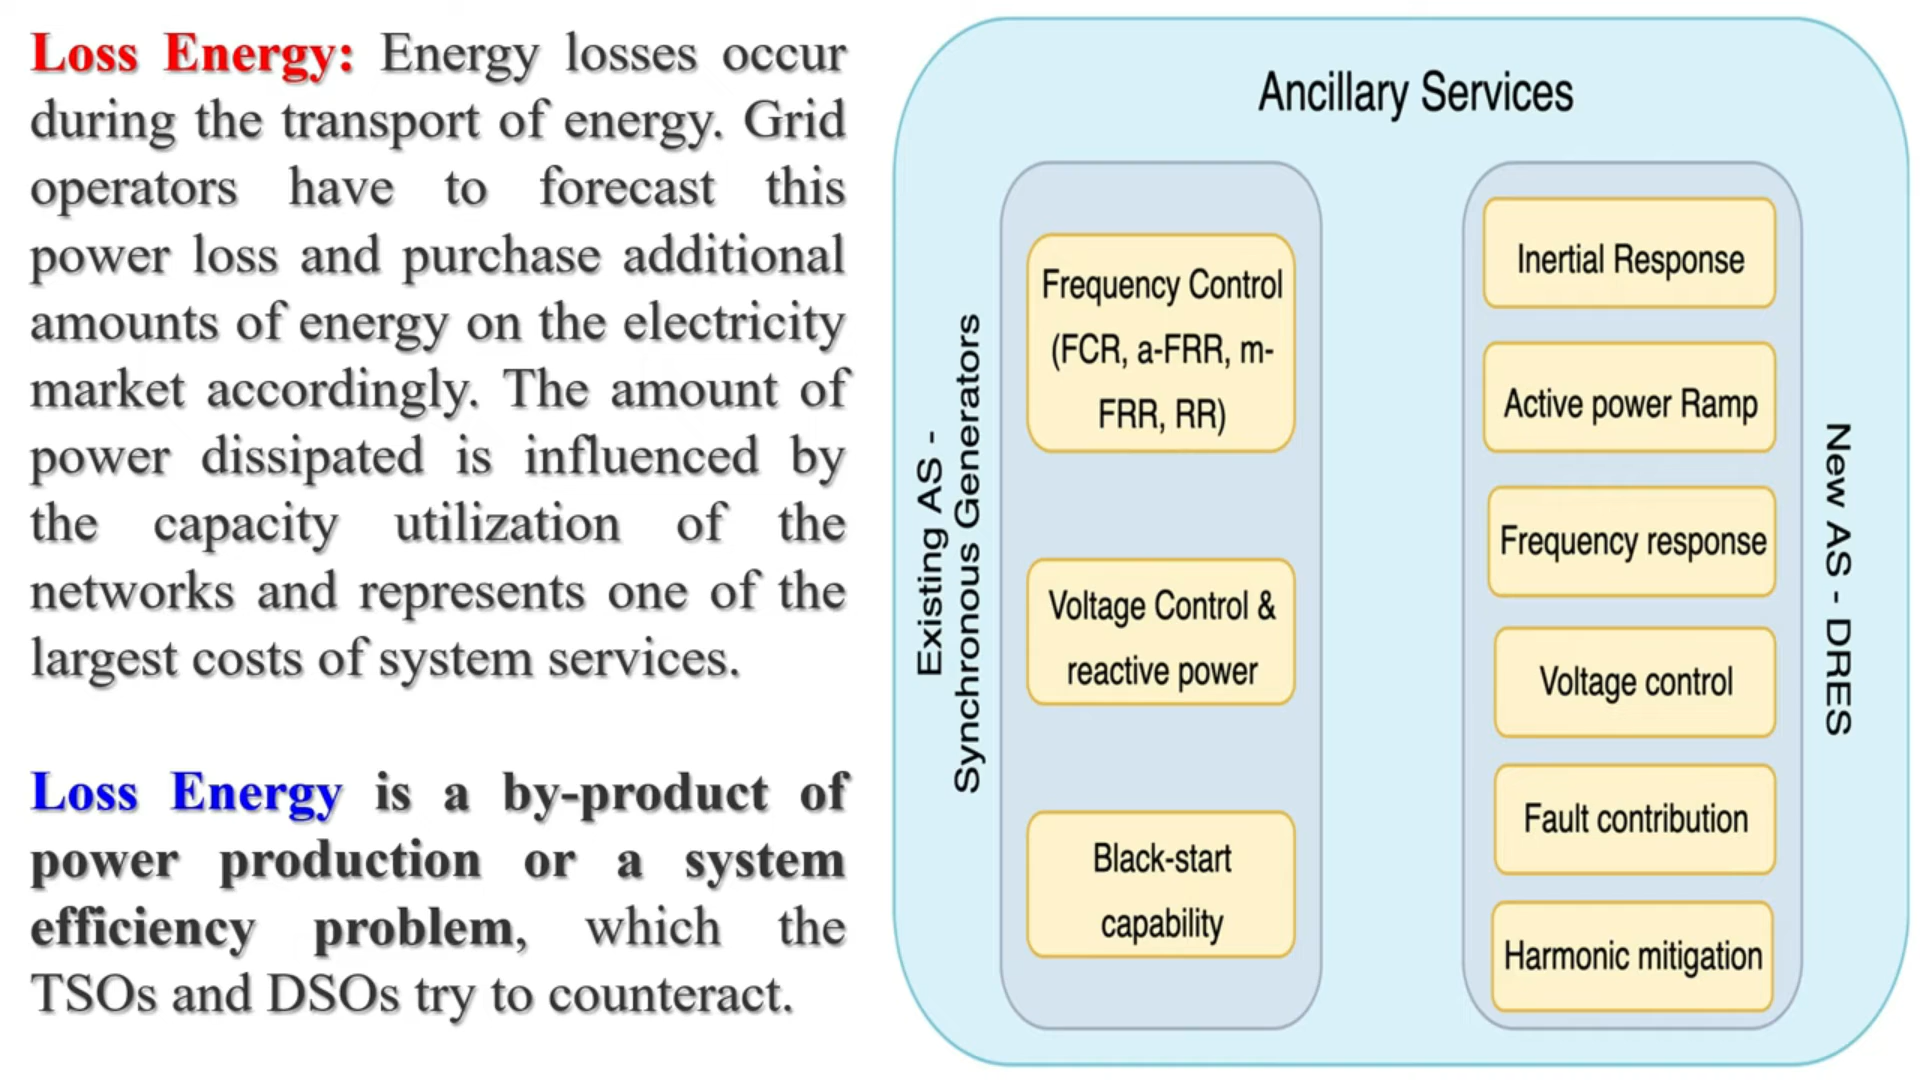 Loss Energy: Energy losses occur
during the transport of energy. Grid
operators have to forecast this
power loss and purchase additional
amounts of energy on the electricity
market accordingly. The amount of
power dissipated is influenced by
the capacity utilization of the
networks and represents one of the
largest costs of system services.
Loss Energy is a by-product of
power production or a system
efficiency problem, which the
TSOs and DSOs try to counteract.
Ancillary Services
Existing AS -
Synchronous Generators
Frequency Control
(FCR, a-FRR, m-
FRR, RR)
Voltage Control &
reactive power
Black-start
capability
Inertial Response
Active power Ramp
Frequency response
Voltage control
Fault contribution
Harmonic mitigation
New AS - DRES